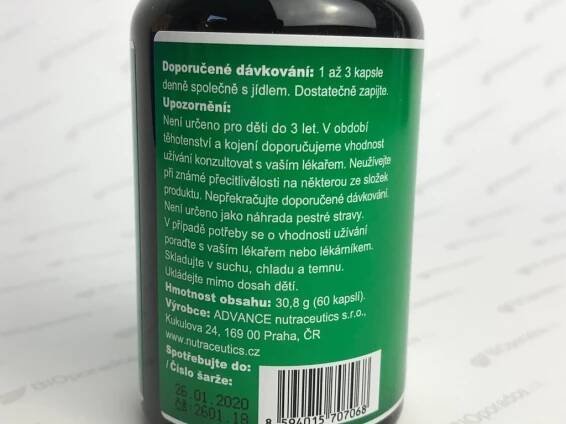 Doporučené dávkování: 1 až 3 kapsle
denně společně s jídlem. Dostatečně zapijte.
Upozornění:
Není určeno pro děti do 3 let. V období
těhotenství a kojení doporučujeme vhodnost
užívání konzultovat s vaším lékařem. Neužívejte
při známé přecitlivělosti na některou ze složek
produktu. Nepřekračujte doporučené dávkování.
Není určeno jako náhrada pestré stravy.
V případě potřeby se o vhodnosti užívání
poraďte s vaším lékařem nebo lékárníkem.
Skladujte v suchu, chladu a temnu.
Ukládejte mimo dosah dětí.
Hmotnost obsahu: 30,8 g (60 kapslí).
Výrobce: ADVANCE nutraceutics s.r.o.,
Kukulova 24, 169 00 Praha, ČR
www.nutraceutics.cz
Spotřebujte do:
/Číslo šarže:
26.01.2020
č.š. 2601.18
8 594015 707068